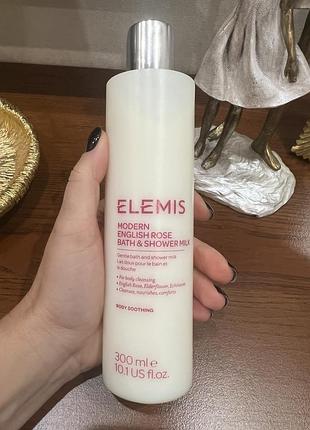 ELEMIS
MODERN
ENGLISH ROSE
BATH & SHOWER MILK
Gentle bath and shower milk
Lait doux pour le bain et
la douche
• For body cleansing
• English Rose, Elderflower, Echium
• Cleanses, nourishes, comforts
BODY SOOTHING
300 ml e
10.1 US fl.oz.